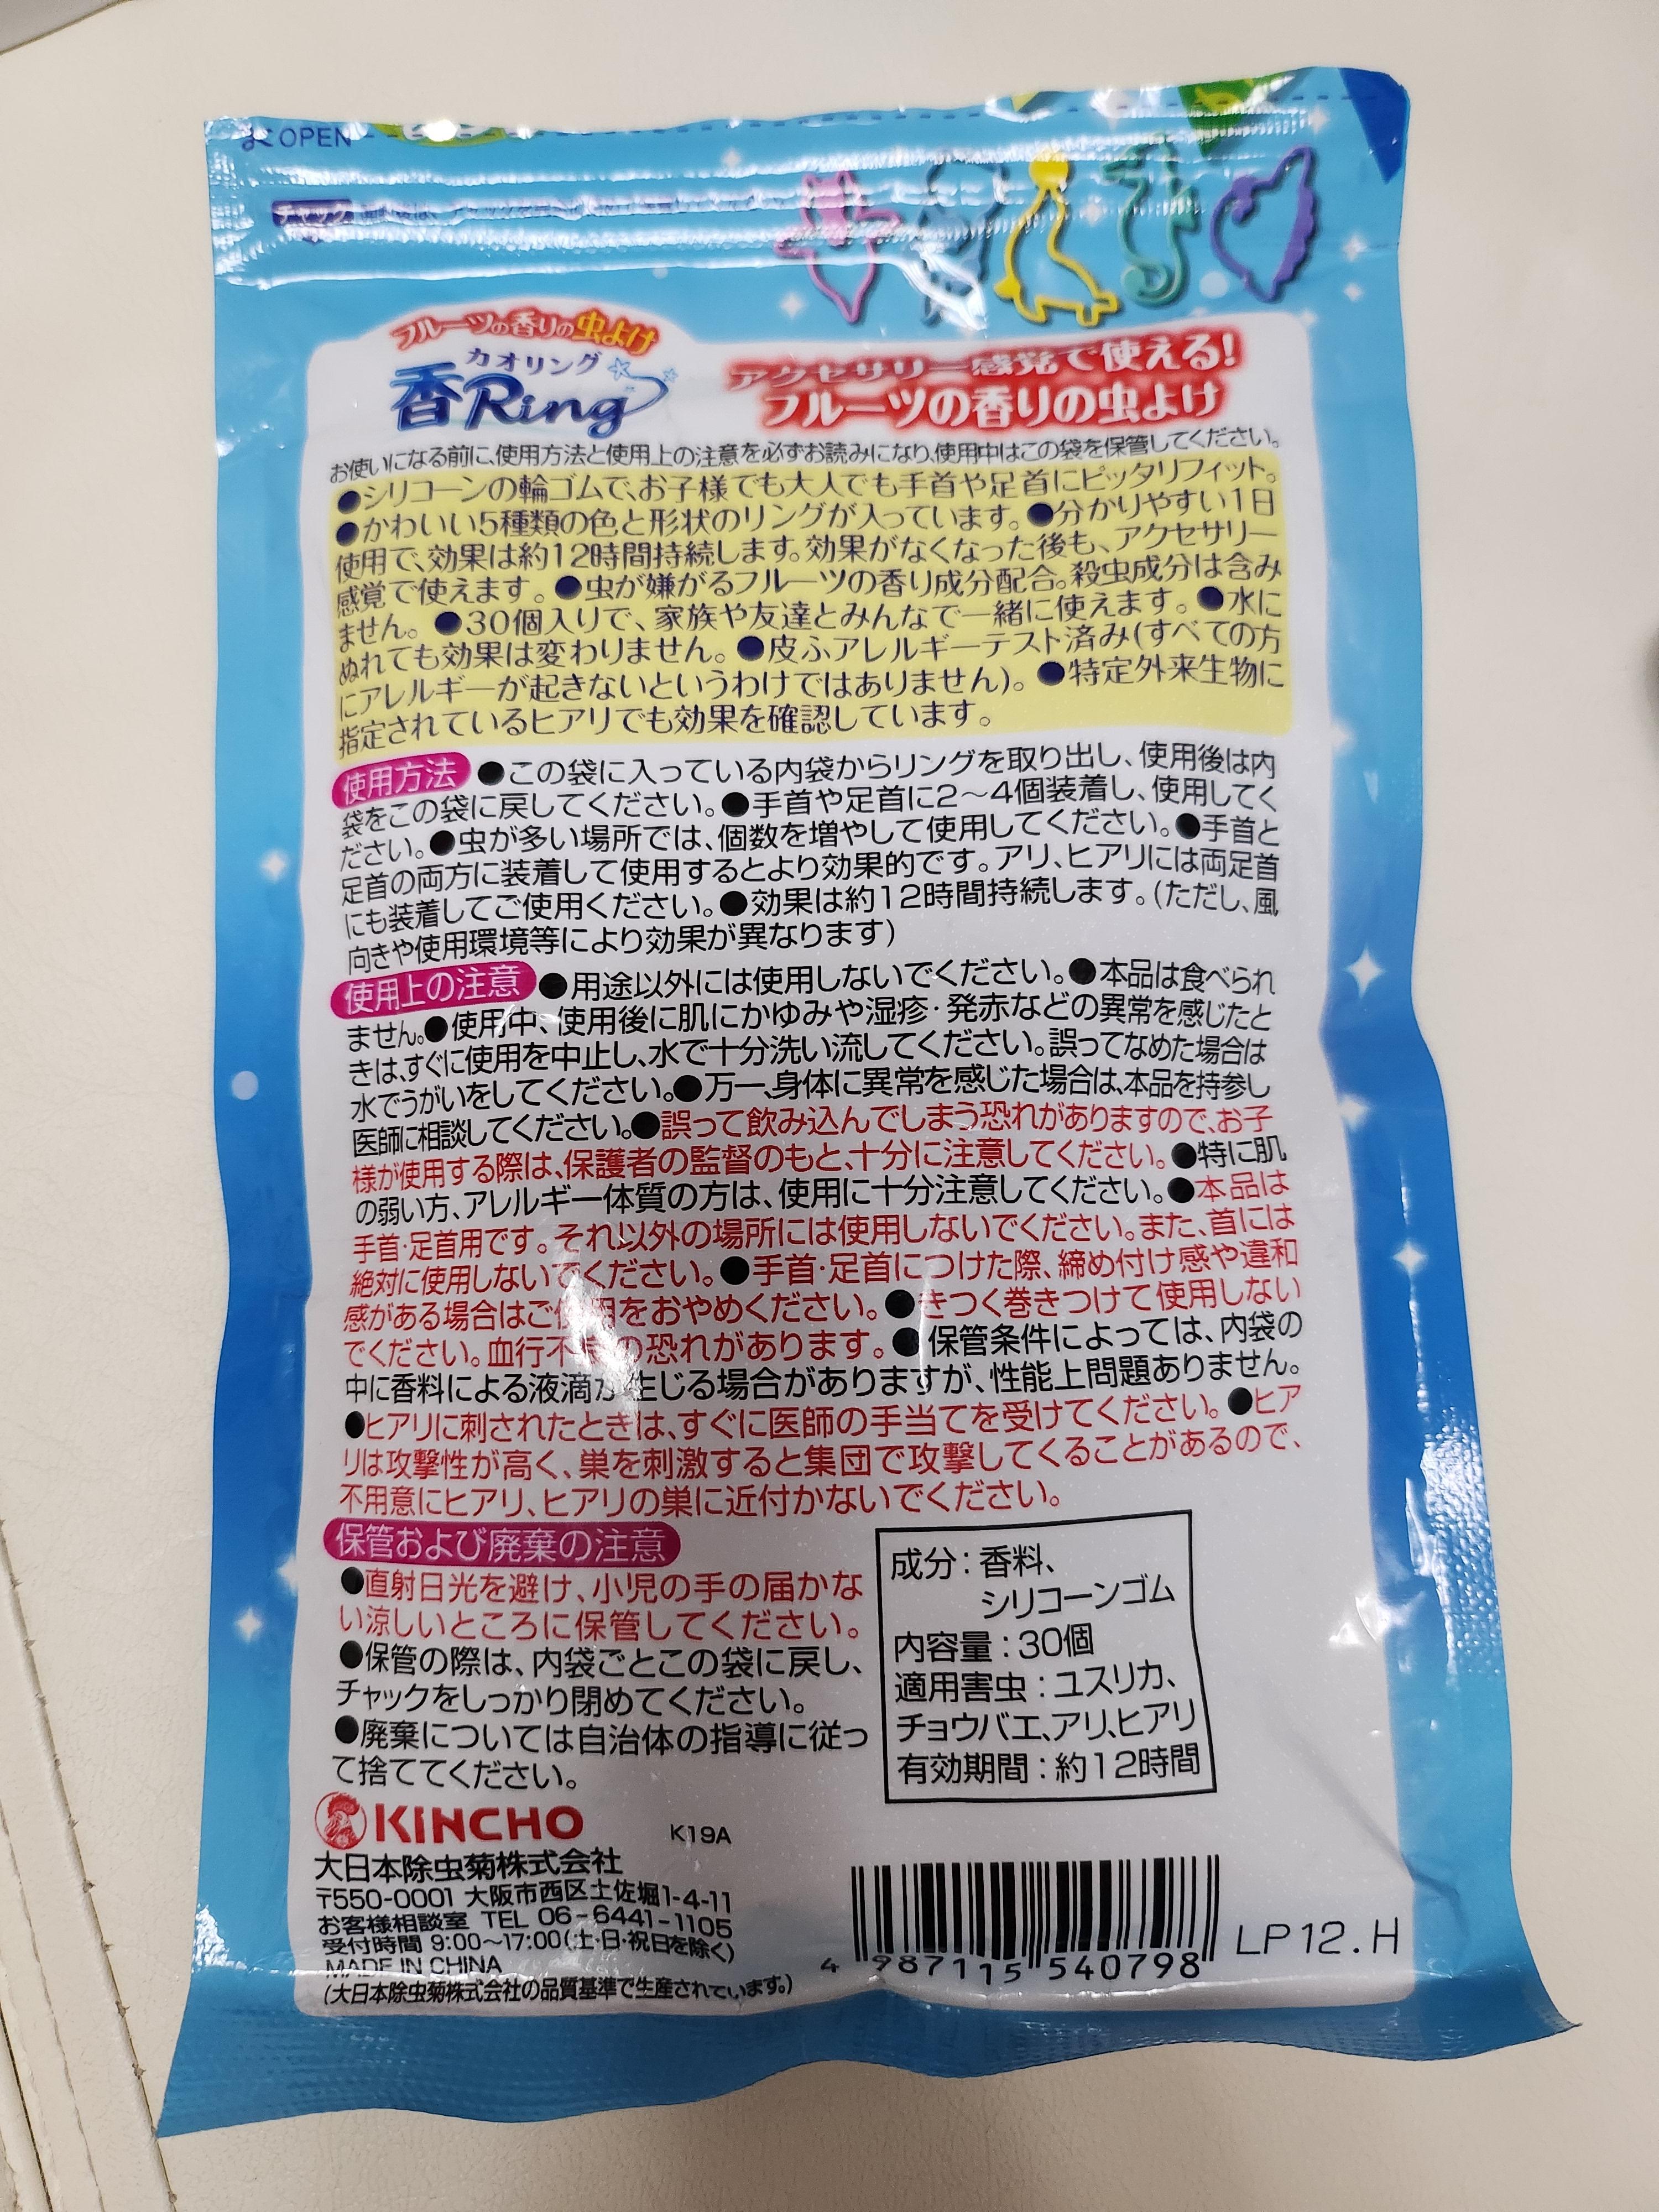 OPEN
チャック
フルーツの香りの虫よけ
カオリング
香Ring
アクセサリー感覚で使える!
フルーツの香りの虫よけ
お使いになる前に、使用方法と使用上の注意を必ずお読みになり、使用中はこの袋を保管してください。
●シリコーンの輪ゴムで、お子様でも大人でも手首や足首にピッタリフィット。
●かわいい5種類の色と形状のリングが入っています。●分かりやすい1日
使用で、効果は約12時間持続します。効果がなくなった後も、アクセサリー
感覚で使えます。●虫が嫌がるフルーツの香り成分配合。殺虫成分は含み
ません。●30個入りで、家族や友達とみんなで一緒に使えます。●水に
ぬれても効果は変わりません。●皮ふアレルギーテスト済み(すべての方
にアレルギーが起きないというわけではありません)。●特定外来生物に
指定されているヒアリでも効果を確認しています。
使用方法 ●この袋に入っている内袋からリングを取り出し、使用後は内
袋をこの袋に戻してください。●手首や足首に2～4個装着し、使用してく
ださい。●虫が多い場所では、個数を増やして使用してください。●手首と
足首の両方に装着して使用するとより効果的です。アリ、ヒアリには両足首
にも装着してご使用ください。●効果は約12時間持続します。(ただし、風
向きや使用環境等により効果が異なります)
使用上の注意 ●用途以外には使用しないでください。●本品は食べられ
ません。●使用中、使用後に肌にかゆみや湿疹・発赤などの異常を感じたと
きは、すぐに使用を中止し、水で十分洗い流してください。誤ってなめた場合は
水でうがいをしてください。●万一、身体に異常を感じた場合は、本品を持参し
医師に相談してください。●誤って飲み込んでしまう恐れがありますので、お子
様が使用する際は、保護者の監督のもと、十分に注意してください。●特に肌
の弱い方、アレルギー体質の方は、使用に十分注意してください。●本品は
手首・足首用です。それ以外の場所には使用しないでください。また、首には
絶対に使用しないでください。●手首・足首につけた際、締め付け感や違和
感がある場合はご使用をおやめください。●きつく巻きつけて使用しない
でください。血行不良の恐れがあります。●保管条件によっては、内袋の
中に香料による液滴が生じる場合がありますが、性能上問題ありません。
●ヒアリに刺されたときは、すぐに医師の手当てを受けてください。●ヒア
リは攻撃性が高く、巣を刺激すると集団で攻撃してくることがあるので、
不用意にヒアリ、ヒアリの巣に近付かないでください。
保管および廃棄の注意
●直射日光を避け、小児の手の届かな
い涼しいところに保管してください。
●保管の際は、内袋ごとこの袋に戻し、
チャックをしっかり閉めてください。
●廃棄については自治体の指導に従っ
て捨ててください。
成分:香料、
シリコーンゴム
内容量:30個
適用害虫:ユスリカ、
チョウバエ、アリ、ヒアリ
有効期間:約12時間
KINCHO
K19A
大日本除虫菊株式会社
〒550-0001 大阪市西区土佐堀1-4-11
お客様相談室 TEL 06-6441-1105
受付時間 9:00～17:00(土・日・祝日を除く)
MADE IN CHINA
(大日本除虫菊株式会社の品質基準で生産されています。)
4 987115 540798
LP12.H